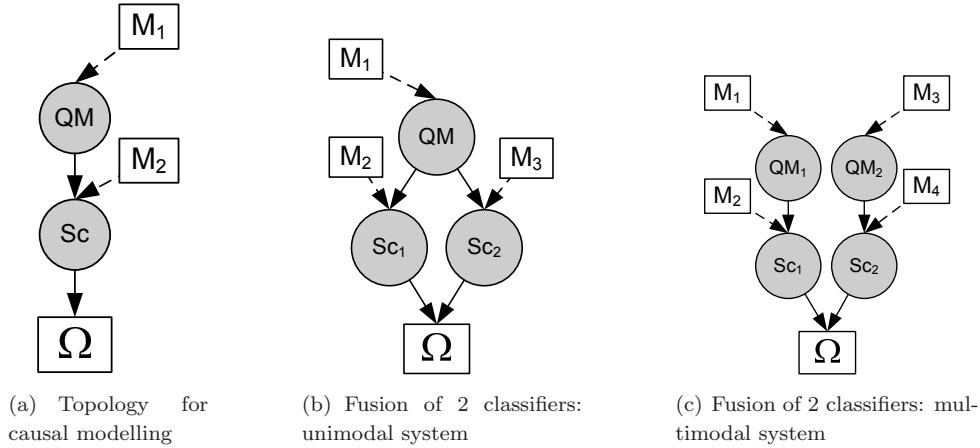 M₁
QM
M₂
Sc
Ω
(a) Topology for
causal modelling
M₁
QM
M₂
M₃
Sc₁
Sc₂
Ω
(b) Fusion of 2 classifiers:
unimodal system
M₁
M₃
QM₁
QM₂
M₂
M₄
Sc₁
Sc₂
Ω
(c) Fusion of 2 classifiers: mul-
timodal system